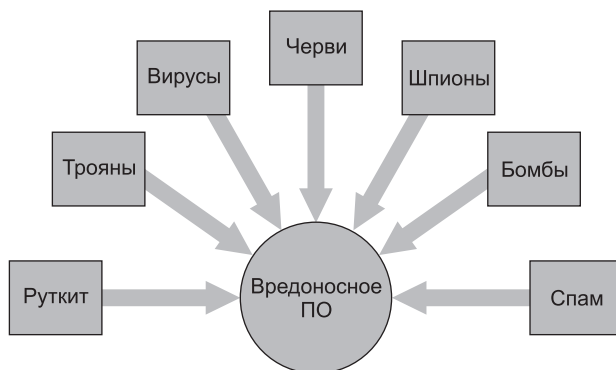 Черви
Вирусы
Шпионы
Трояны
Бомбы
Руткит
Вредоносное
ПО
Спам